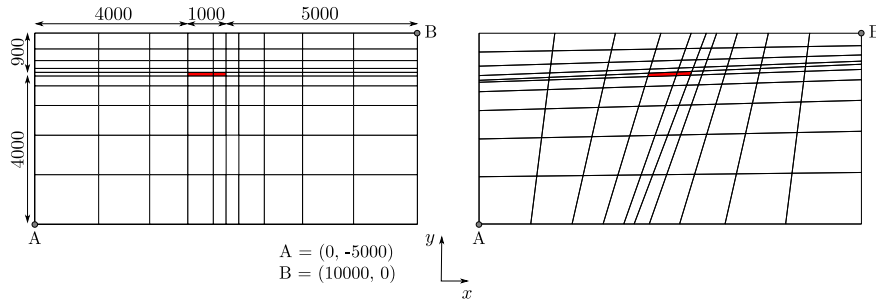 4000 1000 5000
B
B
900
4000
A
A
A = (0, -5000)
B = (10000, 0)
y
x